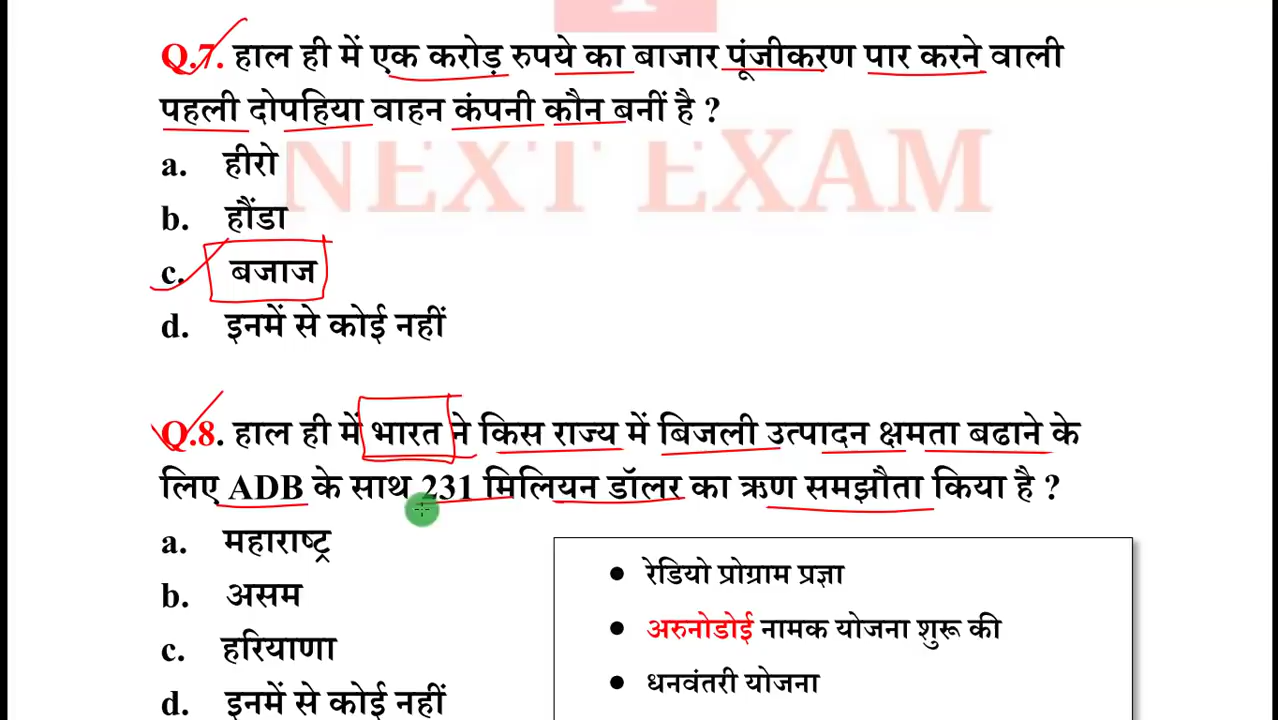 Q.7. हाल ही में एक करोड़ रुपये का बाजार पूंजीकरण पार करने वाली
पहली दोपहिया वाहन कंपनी कौन बनीं है ?
NEXT EXAM
a. हीरो
b. हौंडा
c. बजाज
d. इनमें से कोई नहीं
Q.8. हाल ही में भारत ने किस राज्य में बिजली उत्पादन क्षमता बढाने के
लिए ADB के साथ 231 मिलियन डॉलर का ऋण समझौता किया है ?
a. महाराष्ट्र
b. असम
c. हरियाणा
d. इनमें से कोई नहीं
• रेडियो प्रोग्राम प्रज्ञा
• अरुनोडोई नामक योजना शुरू की
• धनवंतरी योजना